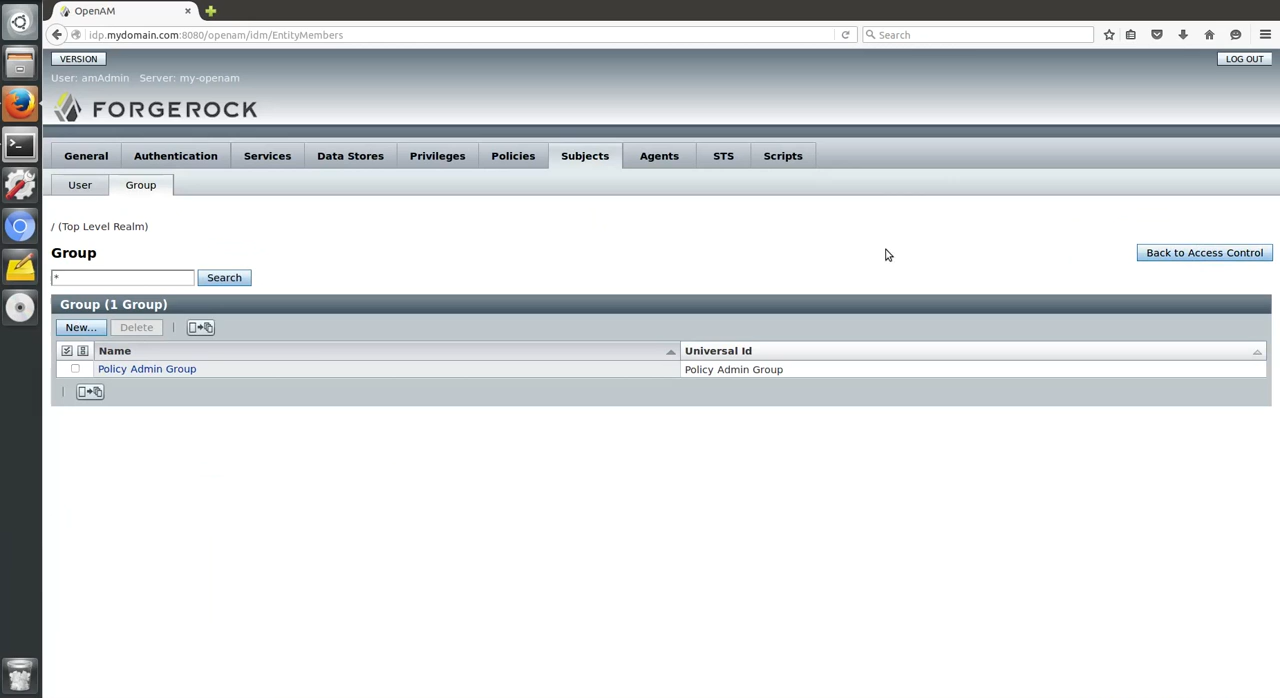 OpenAM
idp.mydomain.com:8080/openam/idm/EntityMembers
Search
VERSION
LOG OUT
User: amAdmin Server: my-openam
FORGEROCK
General Authentication Services Data Stores Privileges Policies Subjects Agents STS Scripts
User Group
/ (Top Level Realm)
Group
Back to Access Control
* Search
Group (1 Group)
New... Delete
Name Universal Id
Policy Admin Group Policy Admin Group